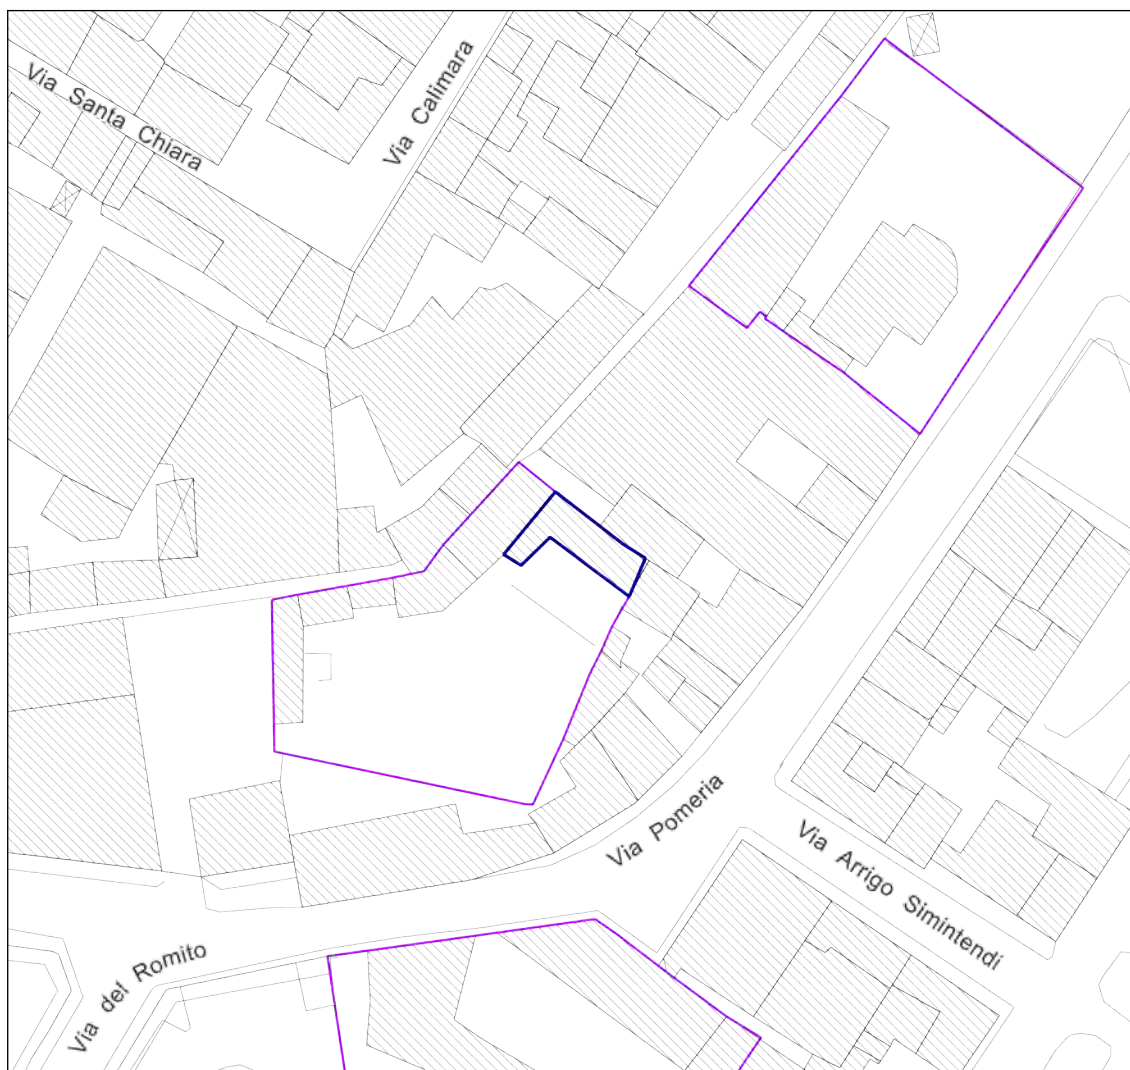 Via Santa Chiara
Via Calimara
Via Pomeria
Via Arrigo Simintendi
Via del Romito